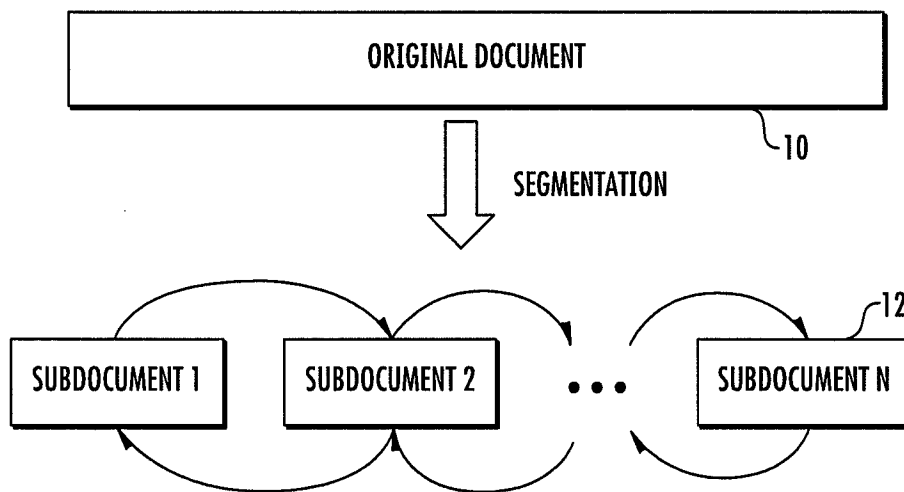 ORIGINAL DOCUMENT
10
SEGMENTATION
12
SUBDOCUMENT 1
SUBDOCUMENT 2
•••
SUBDOCUMENT N